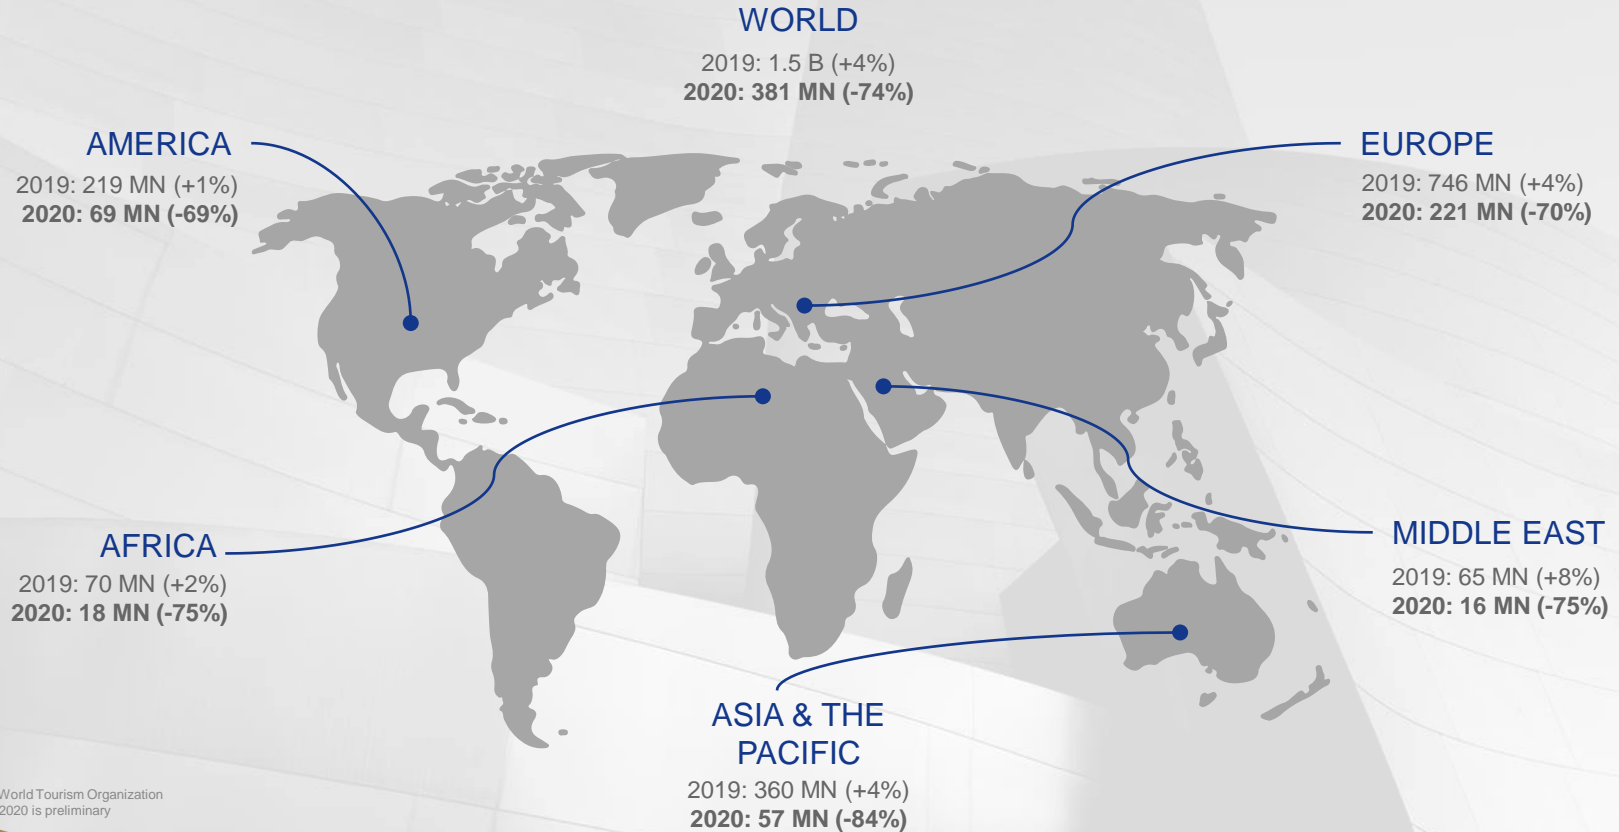 WORLD
2019: 1.5 B (+4%)
2020: 381 MN (-74%)
AMERICA
2019: 219 MN (+1%)
2020: 69 MN (-69%)
EUROPE
2019: 746 MN (+4%)
2020: 221 MN (-70%)
AFRICA
2019: 70 MN (+2%)
2020: 18 MN (-75%)
MIDDLE EAST
2019: 65 MN (+8%)
2020: 16 MN (-75%)
ASIA & THE
PACIFIC
2019: 360 MN (+4%)
2020: 57 MN (-84%)
World Tourism Organization
2020 is preliminary